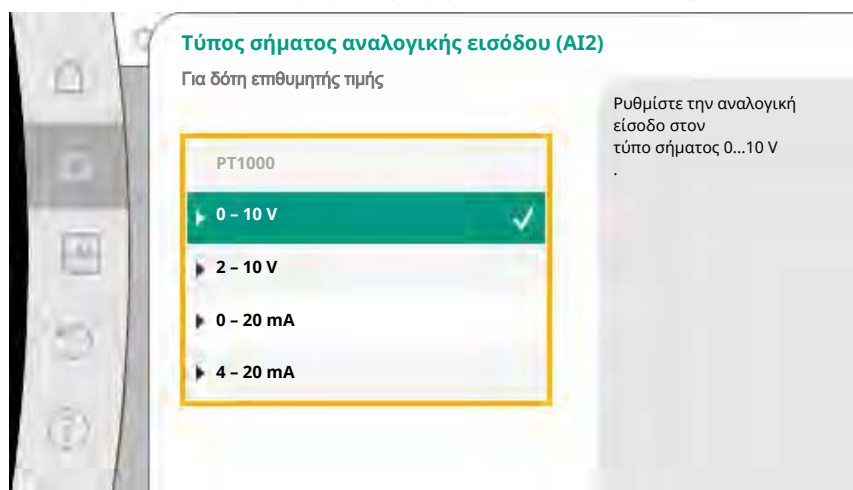 Τύπος σήματος αναλογικής εισόδου (AI2)
Για δότη επιθυμητής τιμής
PT1000
0 – 10 V
2 – 10 V
0 – 20 mA
4 – 20 mA
Ρυθμίστε την αναλογική
είσοδο στον
τύπο σήματος 0...10 V
.